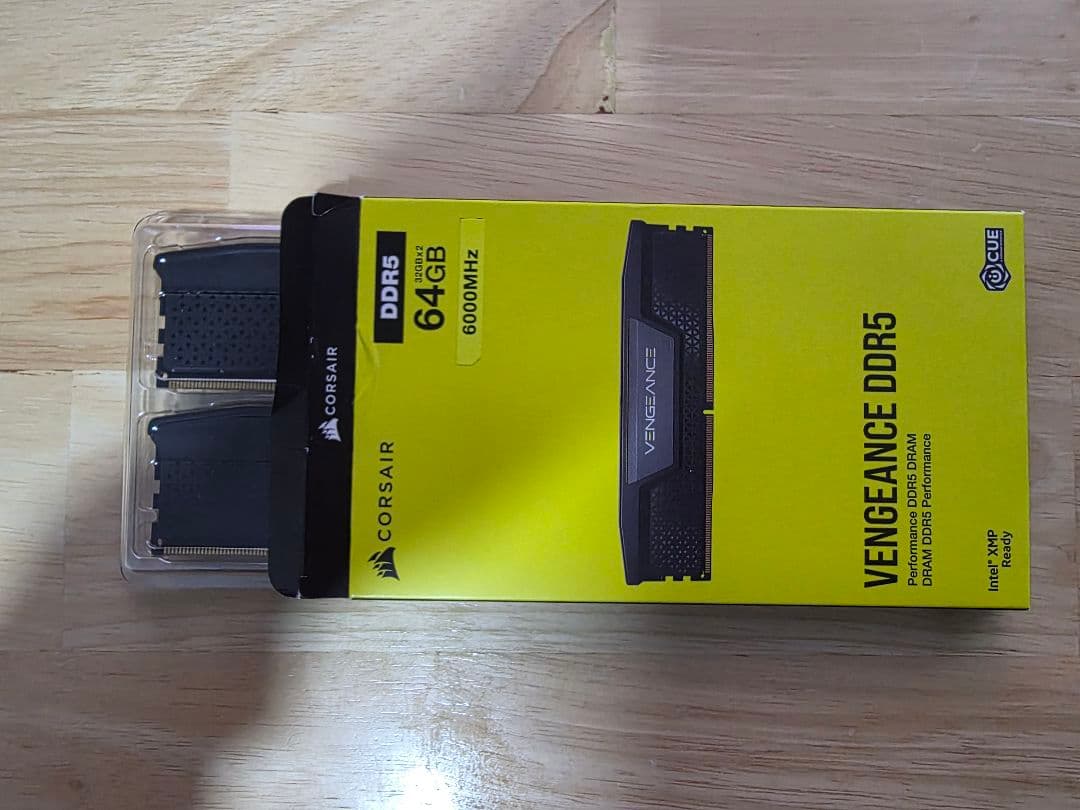 CORSAIR
CORSAIR
DDR5
32GBx2
64GB
6000MHz
VENGEANCE
VENGEANCE DDR5
Performance DDR5 DRAM
DRAM DDR5 Performance
Intel® XMP
Ready
iCUE